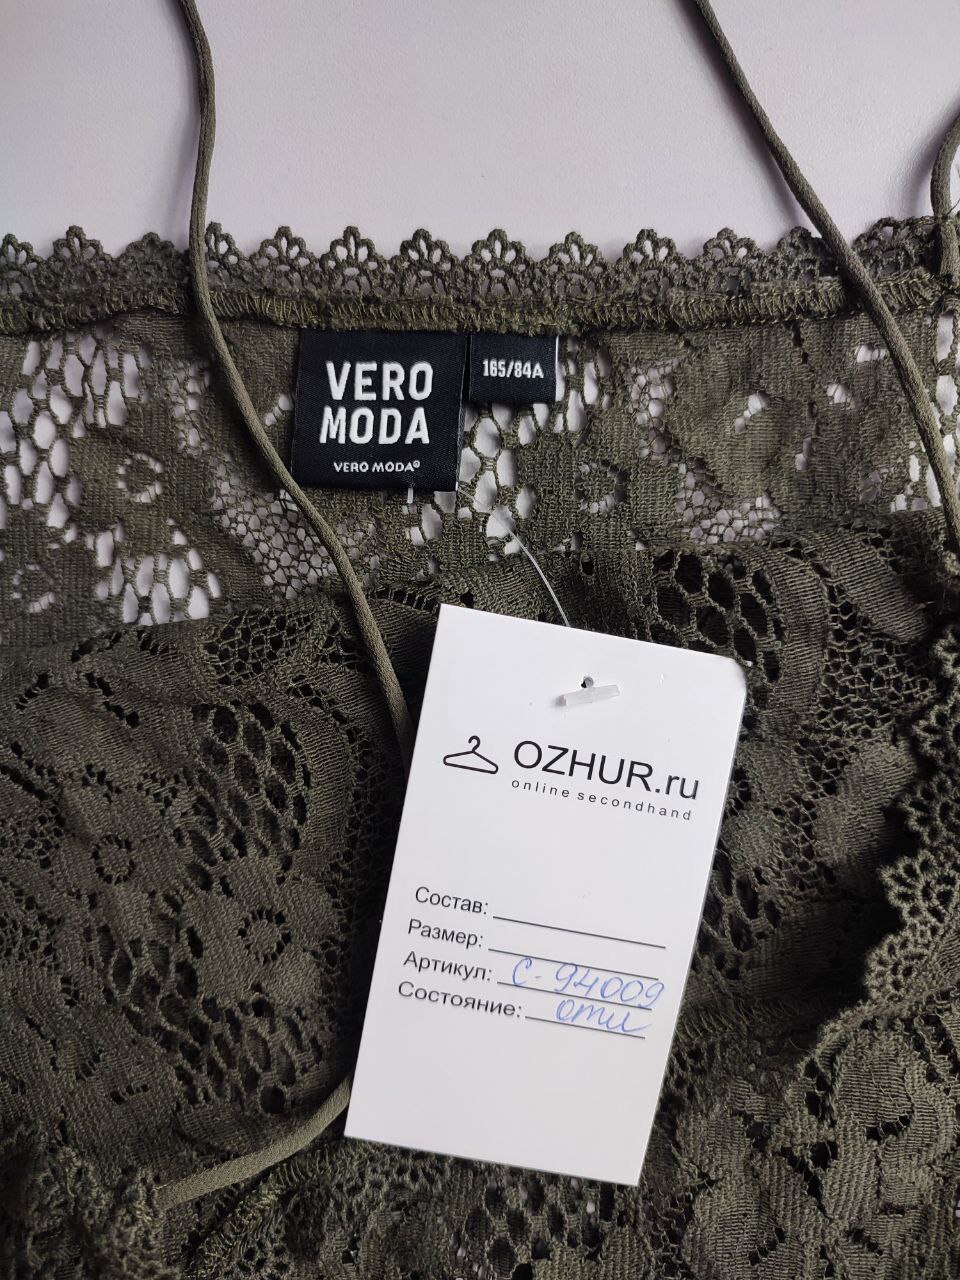 VERO
MODA
VERO MODA®
165/84A
OZHUR.ru
online secondhand
Состав:
Размер:
Артикул: С-94009
Состояние: отл